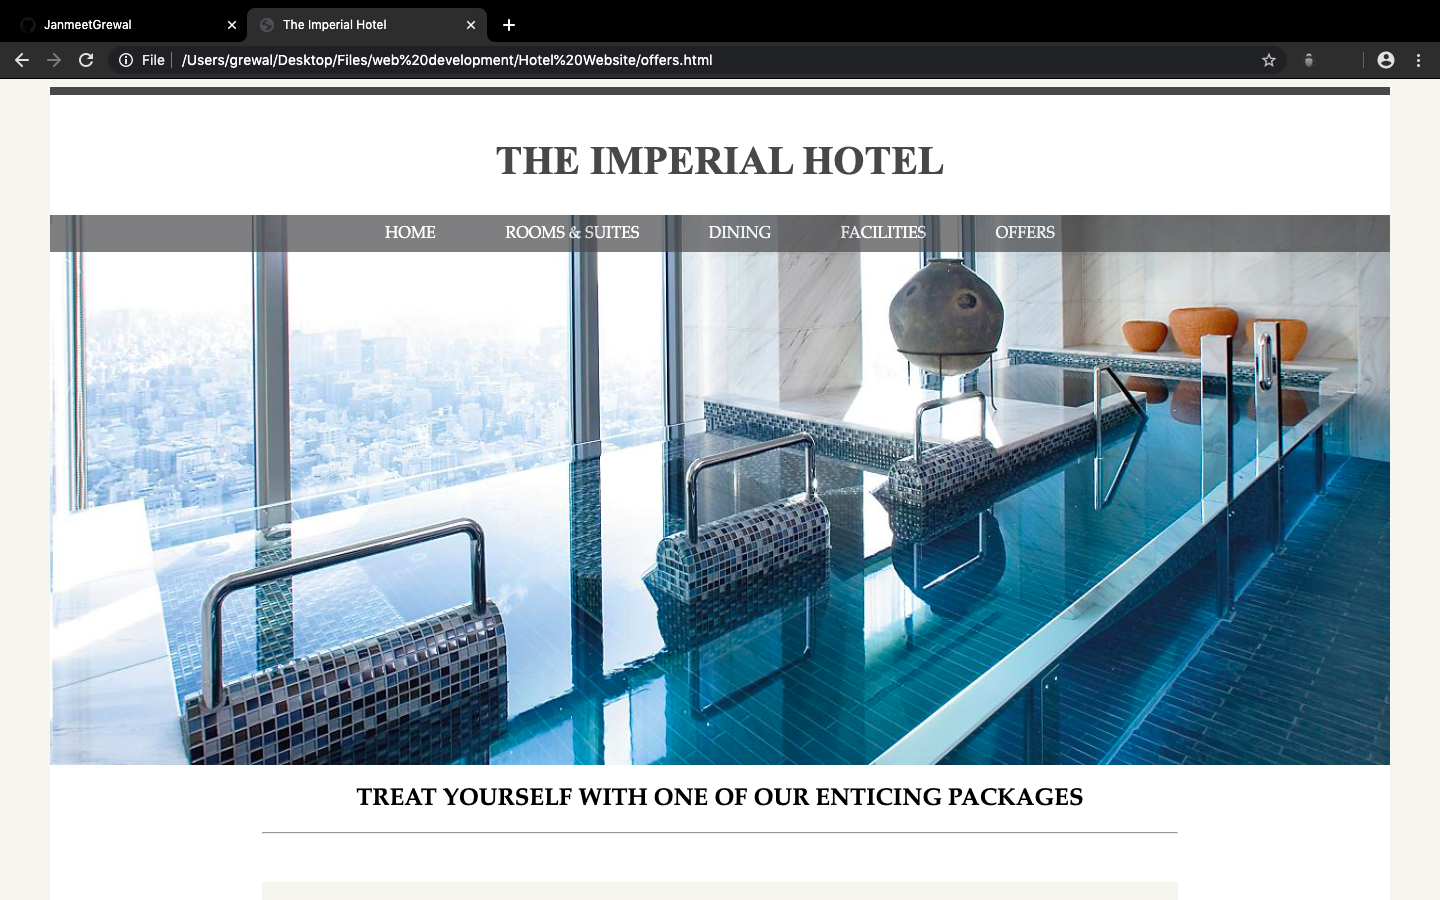 JanmeetGrewal
The Imperial Hotel
File /Users/grewal/Desktop/Files/web%20development/Hotel%20Website/offers.html
THE IMPERIAL HOTEL
HOME ROOMS & SUITES DINING FACILITIES OFFERS
TREAT YOURSELF WITH ONE OF OUR ENTICING PACKAGES